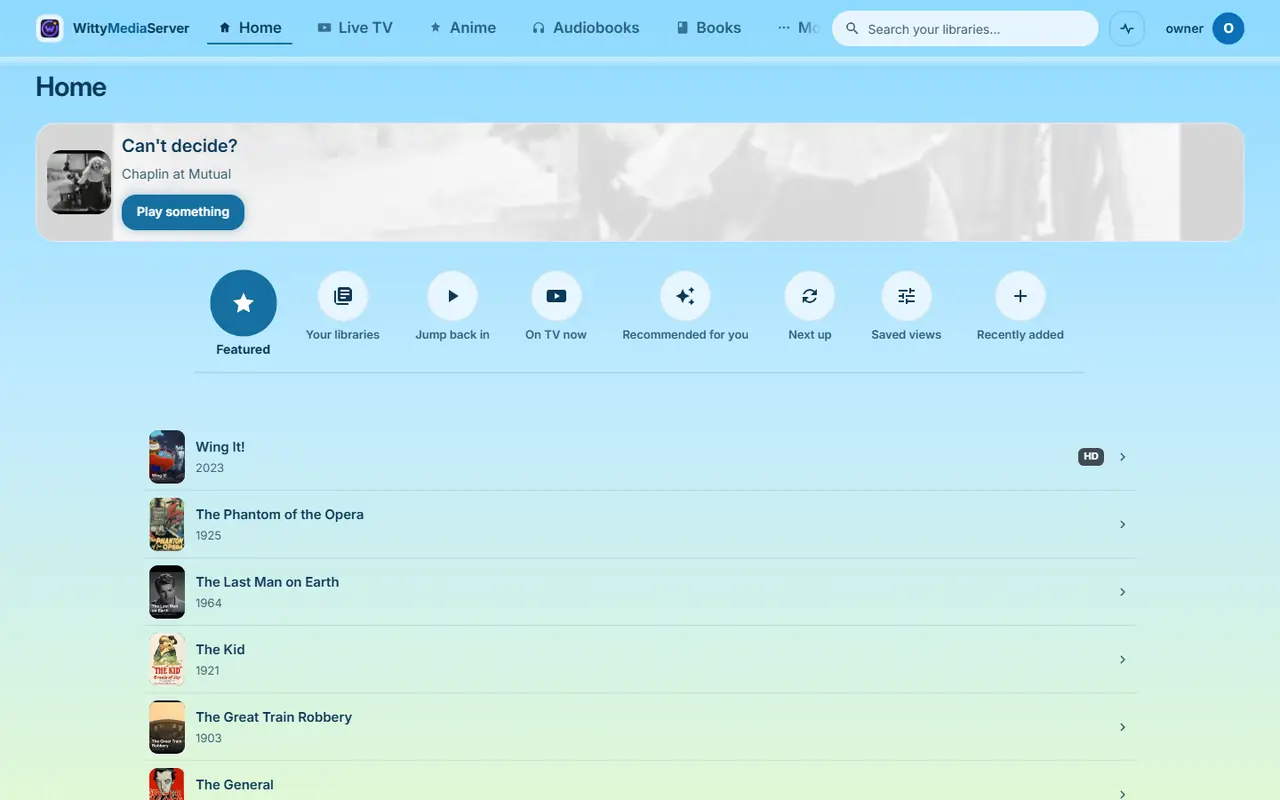 WittyMediaServer
Home
Live TV
Anime
Audiobooks
Books
Search your libraries...
owner
O
Home
Can't decide?
Chaplin at Mutual
Play something
Featured
Your libraries
Jump back in
On TV now
Recommended for you
Next up
Saved views
Recently added
Wing It!
2023
HD
The Phantom of the Opera
1925
The Last Man on Earth
1964
THE KID
The Kid
1921
The Great Train Robbery
1903
The General